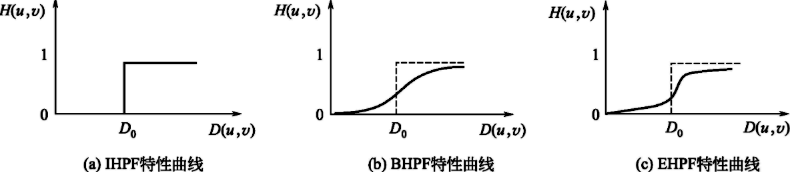 H(u,v)
1
0
D₀
D(u,v)
(a) IHPF特性曲线
H(u,v)
1
0
D₀
D(u,v)
(b) BHPF特性曲线
H(u,v)
1
0
D₀
D(u,v)
(c) EHPF特性曲线